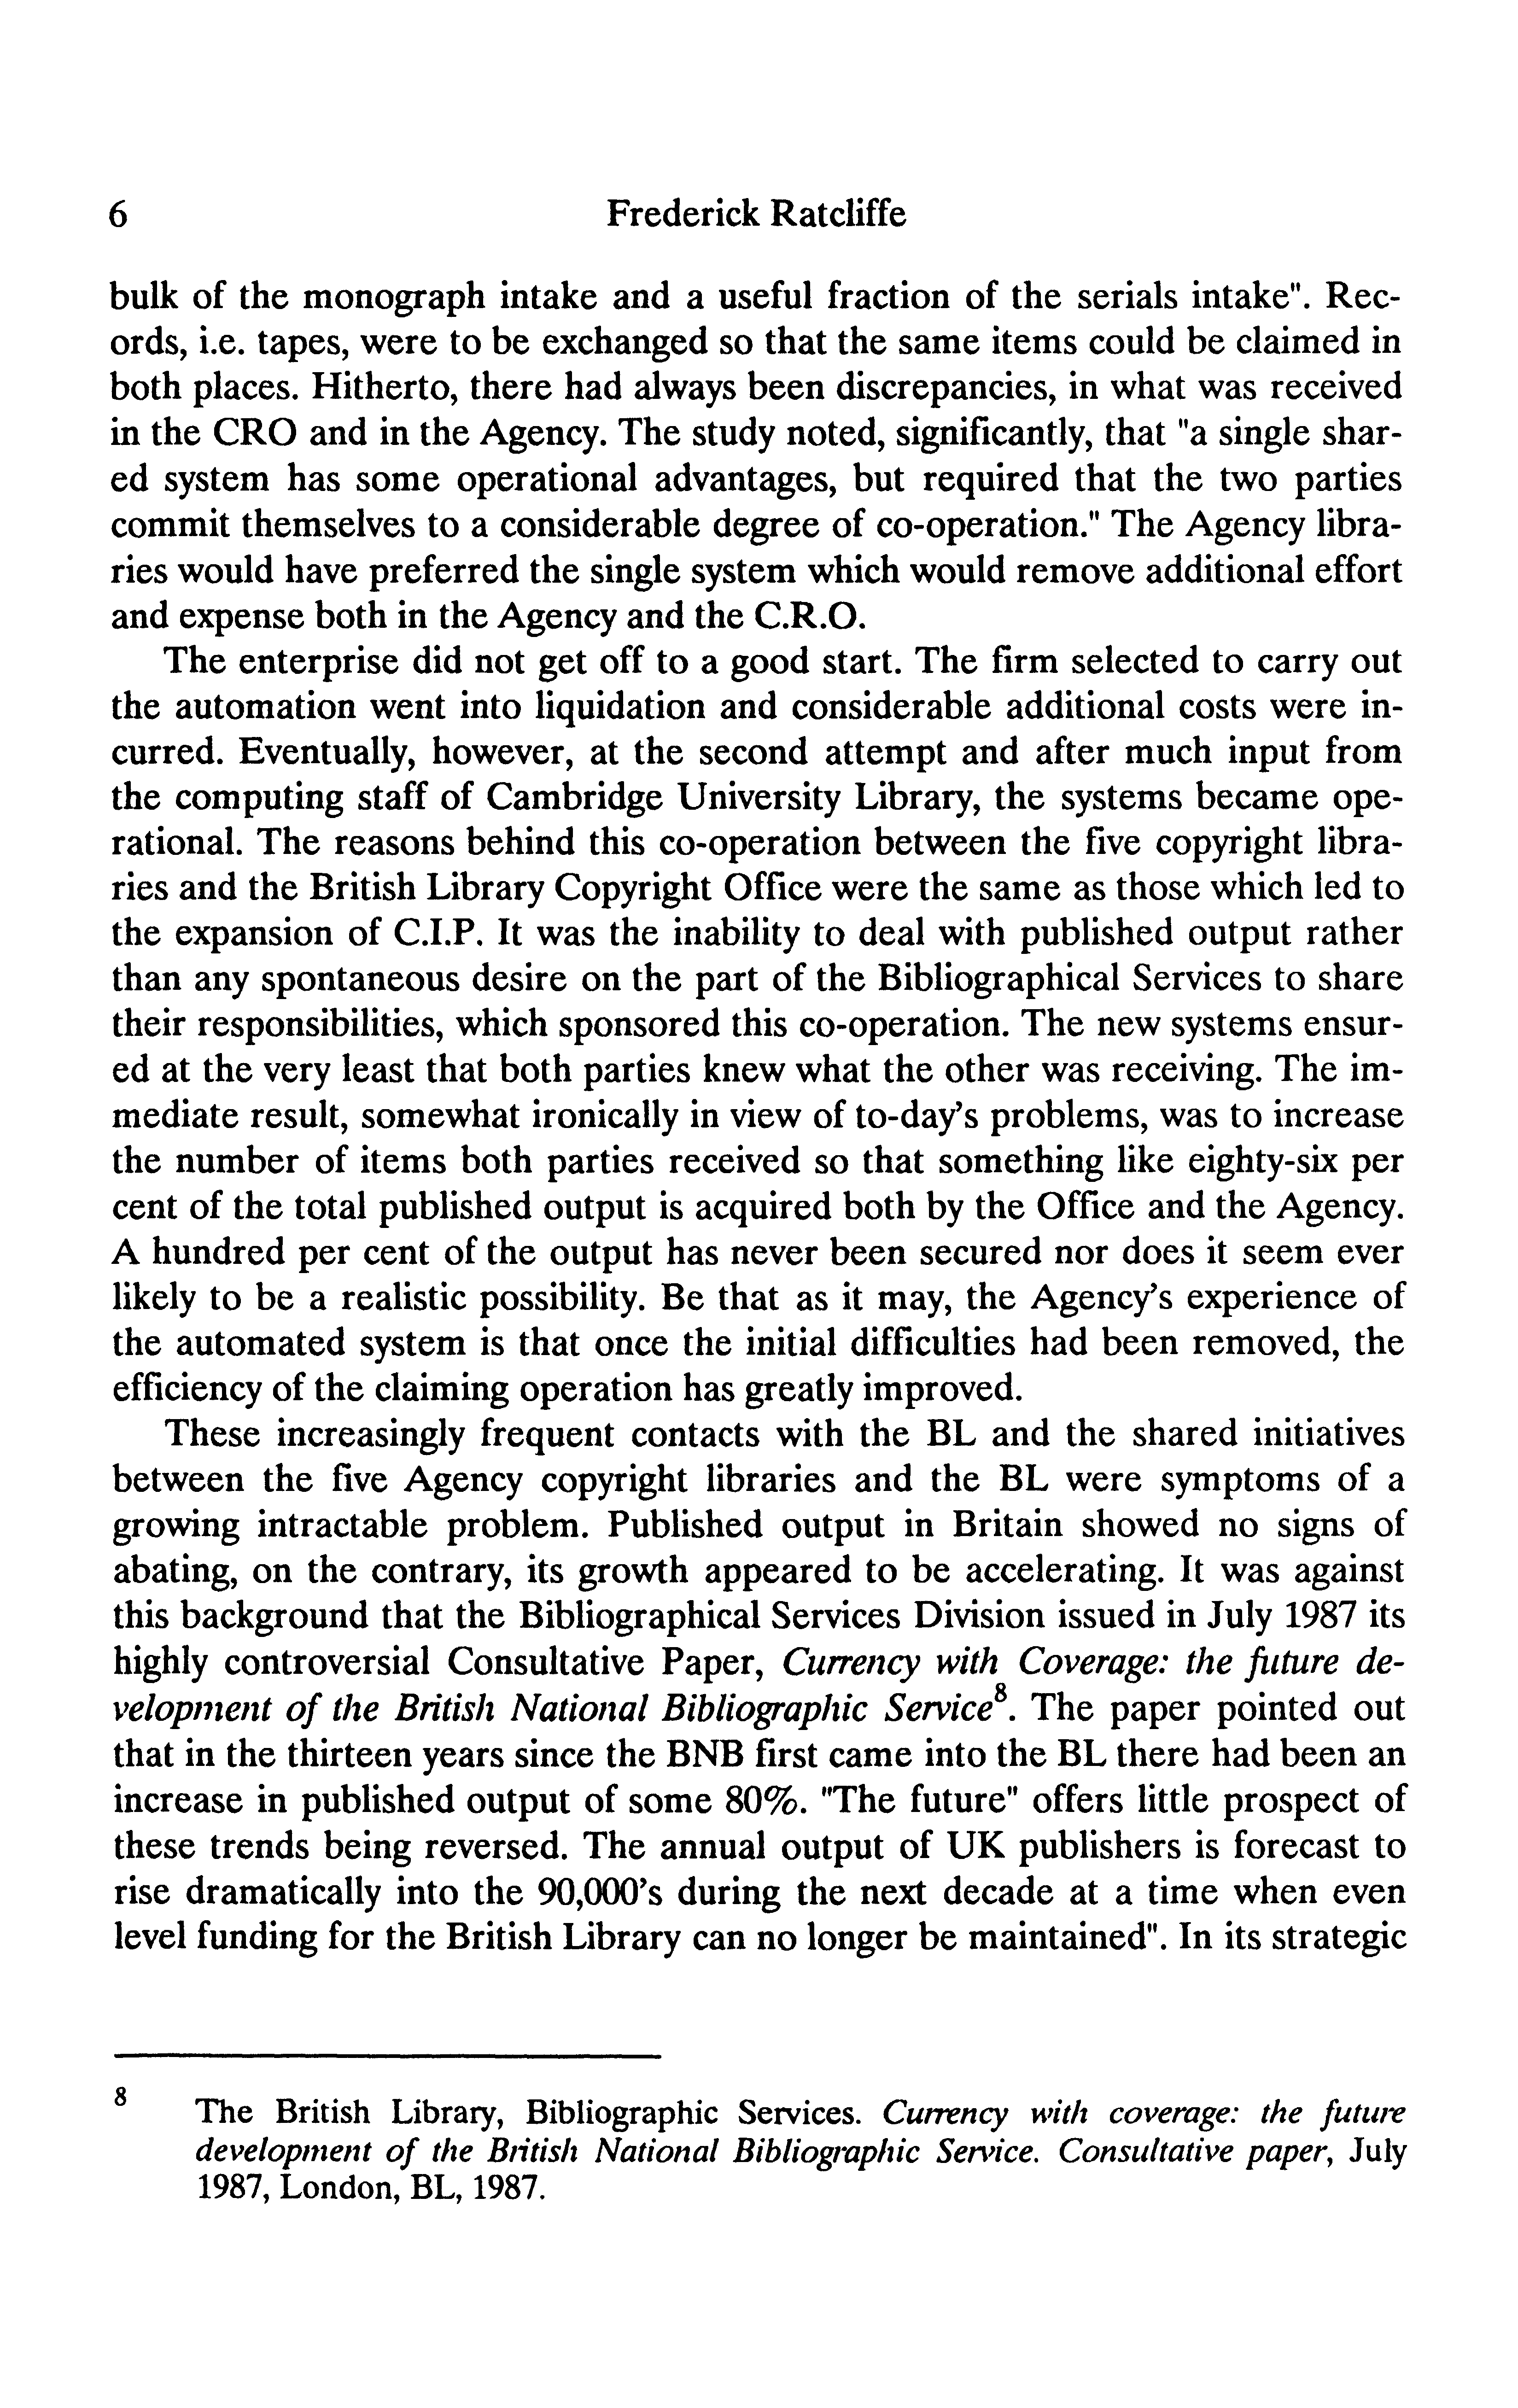 6 Frederick Ratcliffe
bulk of the monograph intake and a useful fraction of the serials intake". Rec-
ords, i.e. tapes, were to be exchanged so that the same items could be claimed in
both places. Hitherto, there had always been discrepancies, in what was received
in the CRO and in the Agency. The study noted, significantly, that "a single shar-
ed system has some operational advantages, but required that the two parties
commit themselves to a considerable degree of co-operation." The Agency libra-
ries would have preferred the single system which would remove additional effort
and expense both in the Agency and the C.R.O.
The enterprise did not get off to a good start. The firm selected to carry out
the automation went into liquidation and considerable additional costs were in-
curred. Eventually, however, at the second attempt and after much input from
the computing staff of Cambridge University Library, the systems became ope-
rational. The reasons behind this co-operation between the five copyright libra-
ries and the British Library Copyright Office were the same as those which led to
the expansion of C.I.P. It was the inability to deal with published output rather
than any spontaneous desire on the part of the Bibliographical Services to share
their responsibilities, which sponsored this co-operation. The new systems ensur-
ed at the very least that both parties knew what the other was receiving. The im-
mediate result, somewhat ironically in view of to-day's problems, was to increase
the number of items both parties received so that something like eighty-six per
cent of the total published output is acquired both by the Office and the Agency.
A hundred per cent of the output has never been secured nor does it seem ever
likely to be a realistic possibility. Be that as it may, the Agency's experience of
the automated system is that once the initial difficulties had been removed, the
efficiency of the claiming operation has greatly improved.
These increasingly frequent contacts with the BL and the shared initiatives
between the five Agency copyright libraries and the BL were symptoms of a
growing intractable problem. Published output in Britain showed no signs of
abating, on the contrary, its growth appeared to be accelerating. It was against
this background that the Bibliographical Services Division issued in July 1987 its
highly controversial Consultative Paper, Currency with Coverage: the future de-
velopment of the British National Bibliographic Service⁸. The paper pointed out
that in the thirteen years since the BNB first came into the BL there had been an
increase in published output of some 80%. "The future" offers little prospect of
these trends being reversed. The annual output of UK publishers is forecast to
rise dramatically into the 90,000's during the next decade at a time when even
level funding for the British Library can no longer be maintained". In its strategic
8 The British Library, Bibliographic Services. Currency with coverage: the future
development of the British National Bibliographic Service. Consultative paper, July
1987, London, BL, 1987.